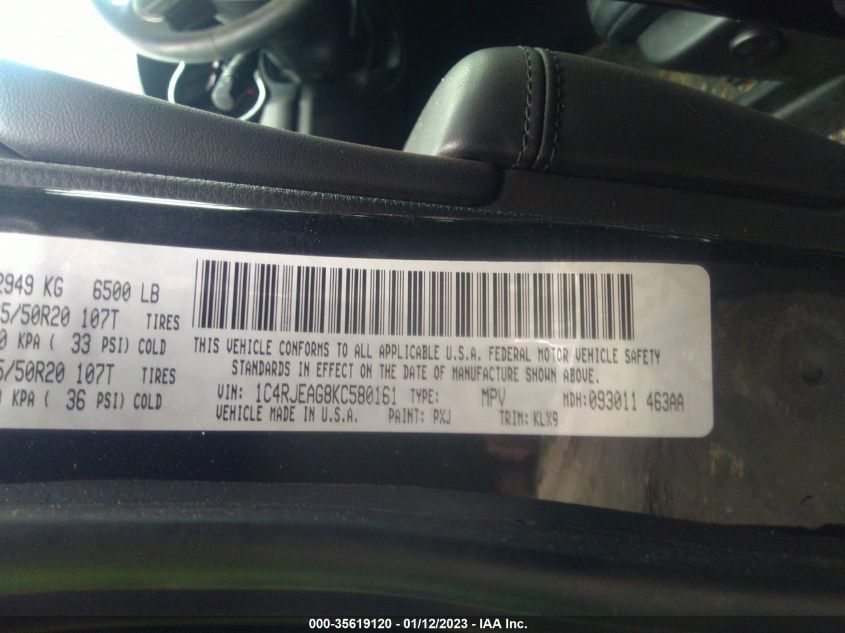 2949 KG 6500 LB
5/50R20 107T TIRES
0 KPA ( 33 PSI) COLD
5/50R20 107T TIRES
KPA ( 36 PSI) COLD
THIS VEHICLE CONFORMS TO ALL APPLICABLE U.S.A. FEDERAL MOTOR VEHICLE SAFETY
STANDARDS IN EFFECT ON THE DATE OF MANUFACTURE SHOWN ABOVE.
VIN: 1C4RJEAG8KC580161 TYPE: MPV MDH:093011 463AA
VEHICLE MADE IN U.S.A. PAINT: PXJ TRIM: KLX9
000-35619120 - 01/12/2023 - IAA Inc.